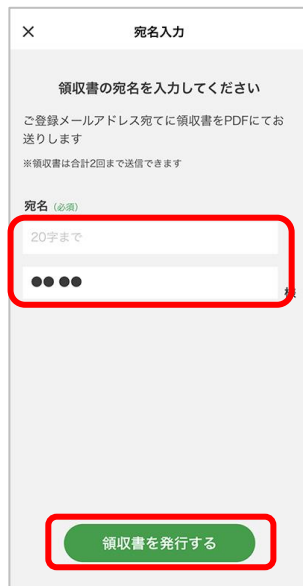 × 宛名入力
領収書の宛名を入力してください
ご登録メールアドレス宛てに領収書をPDFにてお
送りします
※領収書は合計2回まで送信できます
宛名 (必須)
20字まで
●● ●●
様
領収書を発行する